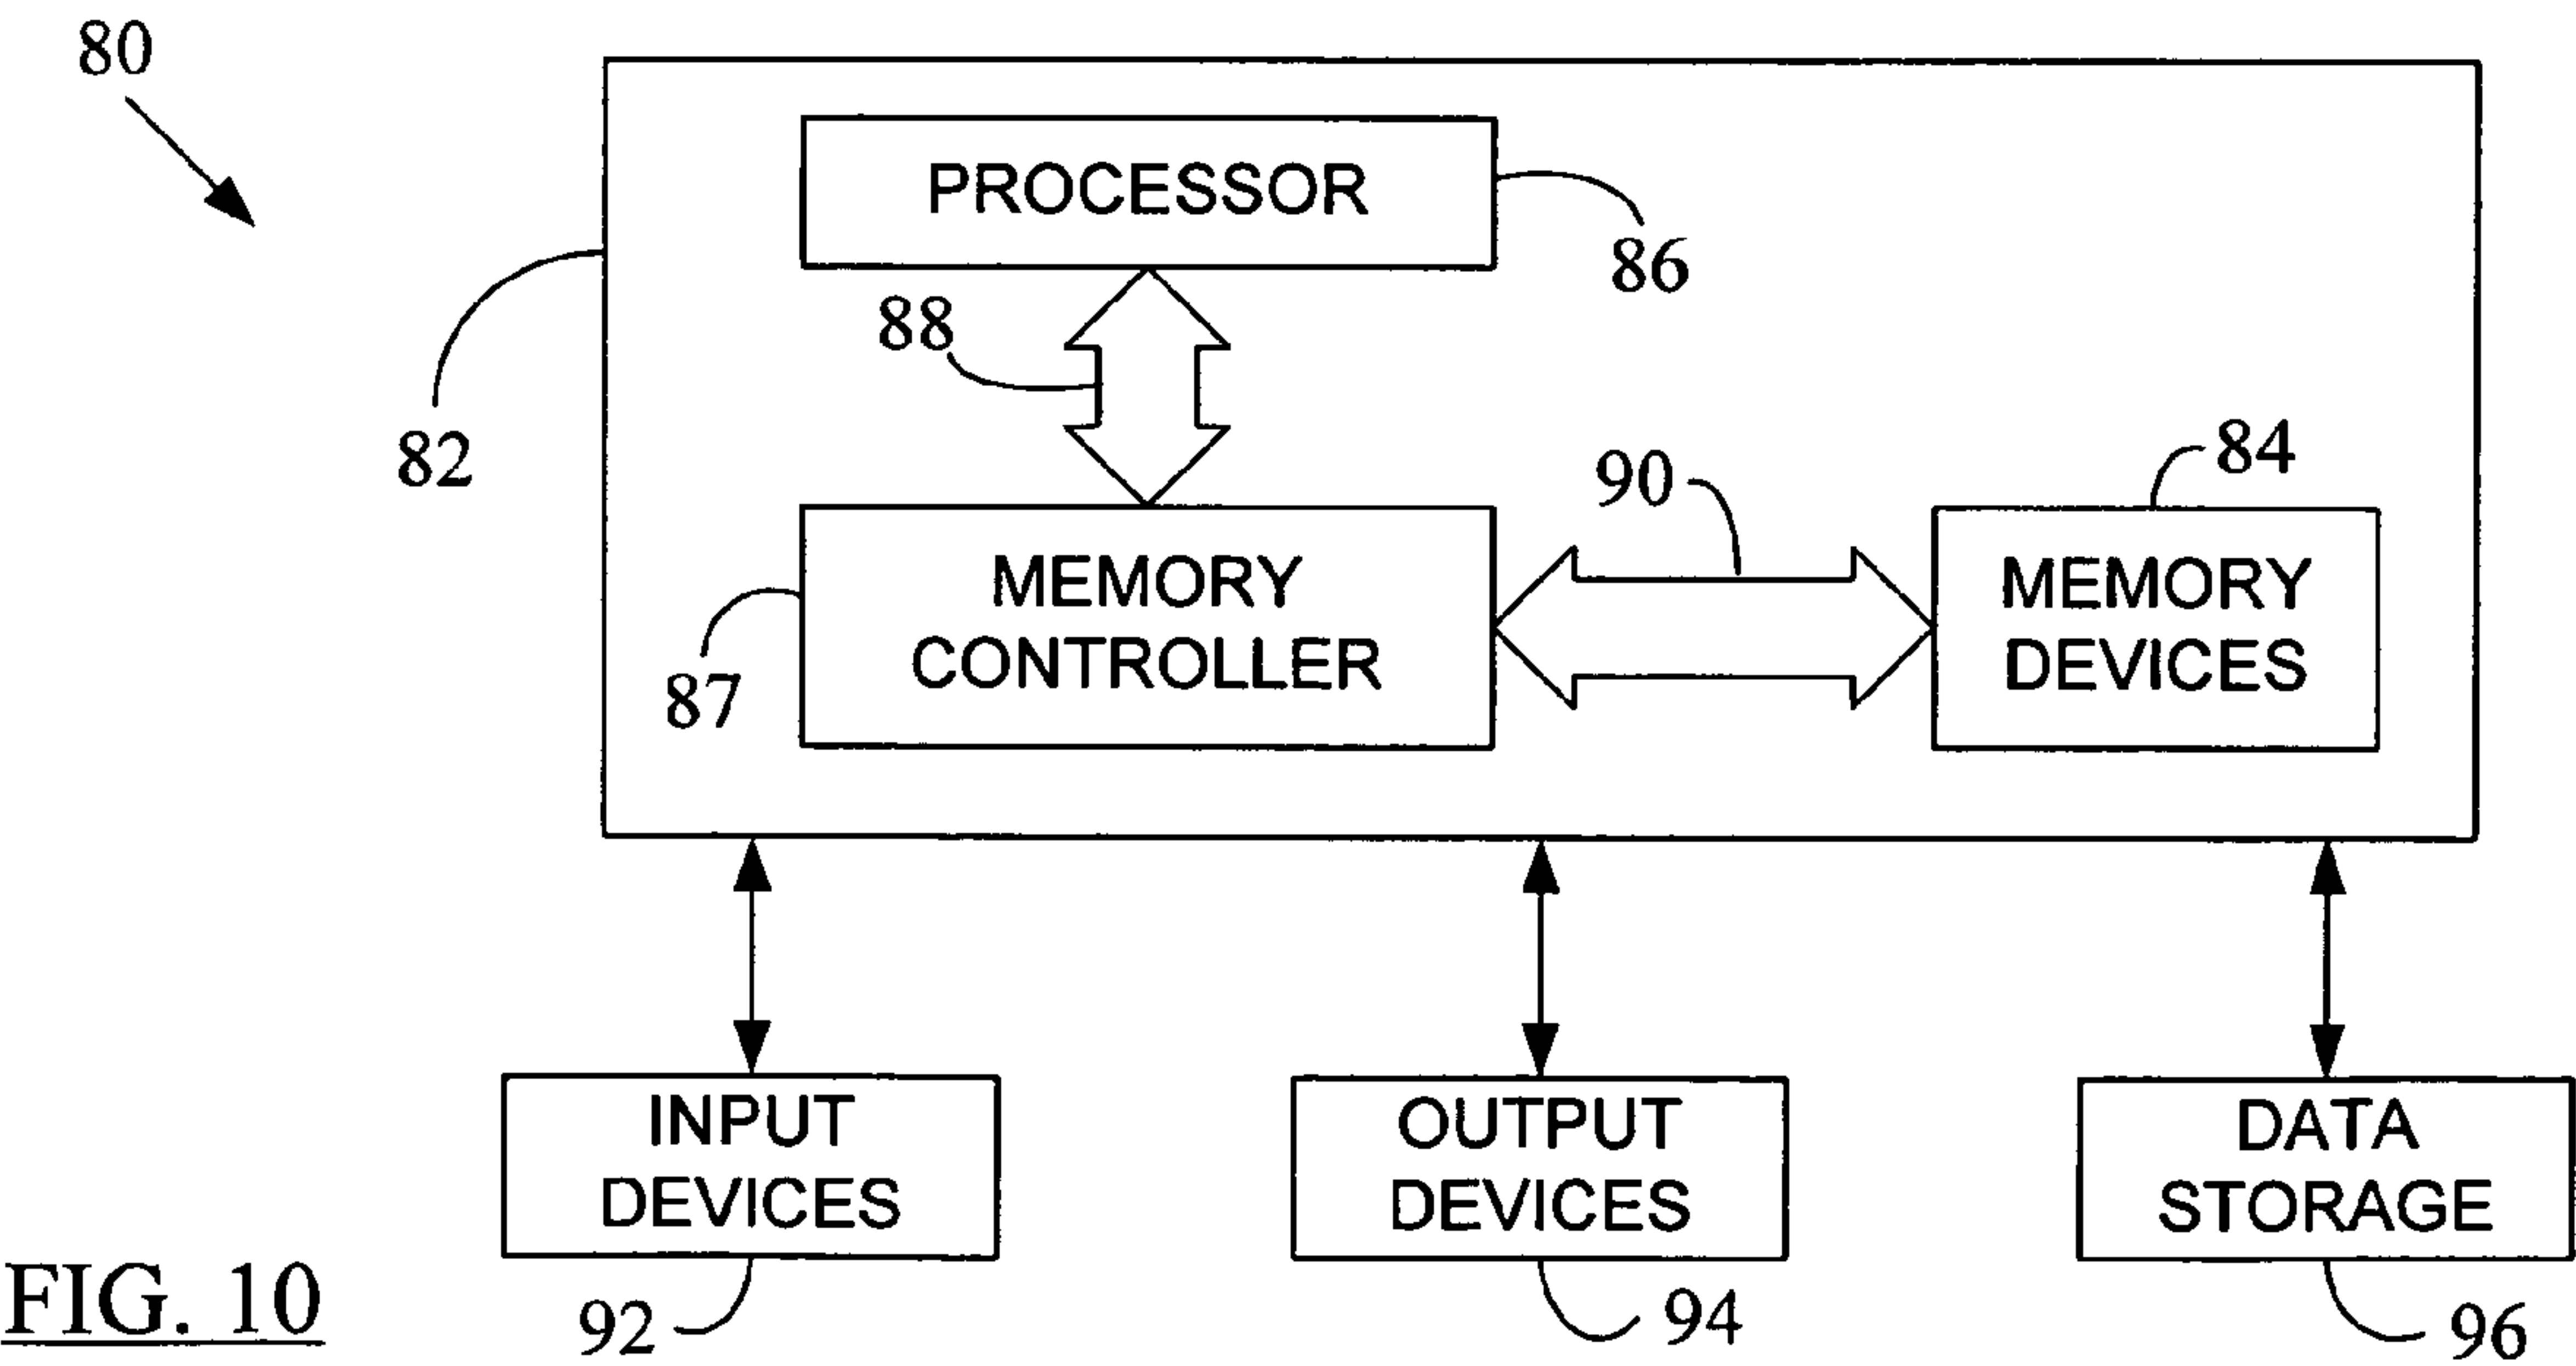 80
PROCESSOR
86
88
82
90
84
MEMORY
CONTROLLER
MEMORY
DEVICES
87
INPUT
DEVICES
OUTPUT
DEVICES
DATA
STORAGE
92
94
96
FIG. 10